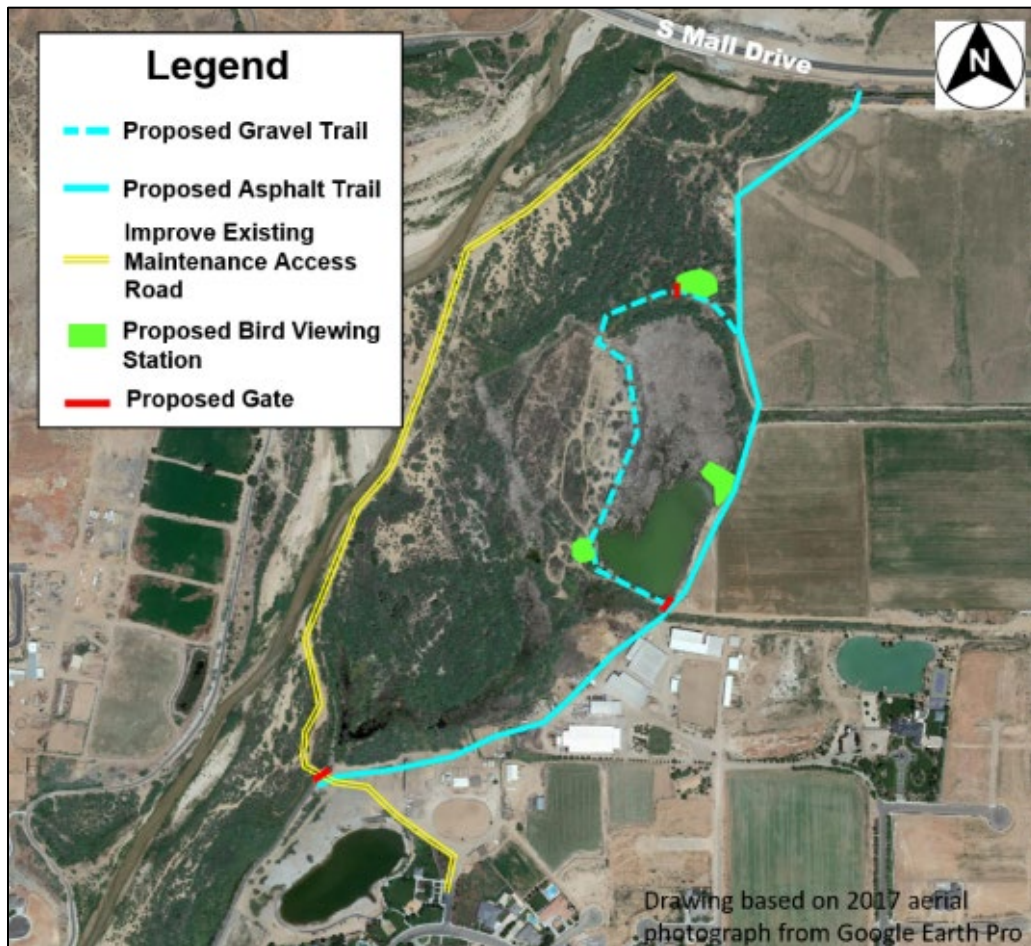 S Mall Drive
N
Legend
Proposed Gravel Trail
Proposed Asphalt Trail
Improve Existing
Maintenance Access
Road
Proposed Bird Viewing
Station
Proposed Gate
Drawing based on 2017 aerial
photograph from Google Earth Pro